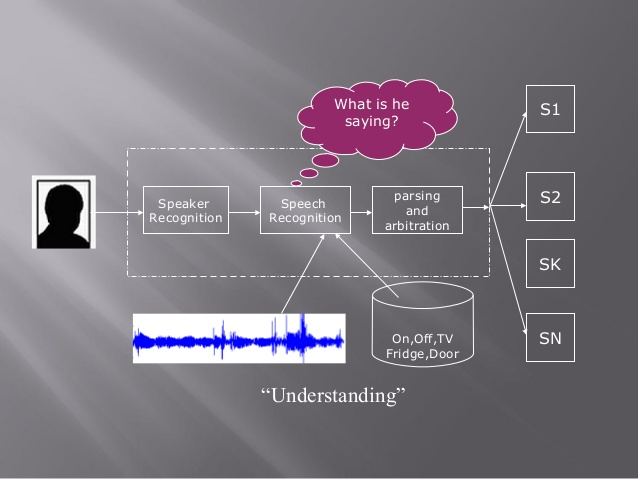 What is he
saying?
S1
Speaker
Recognition
Speech
Recognition
parsing
and
arbitration
S2
SK
On,Off,TV
Fridge,Door
SN
“Understanding”